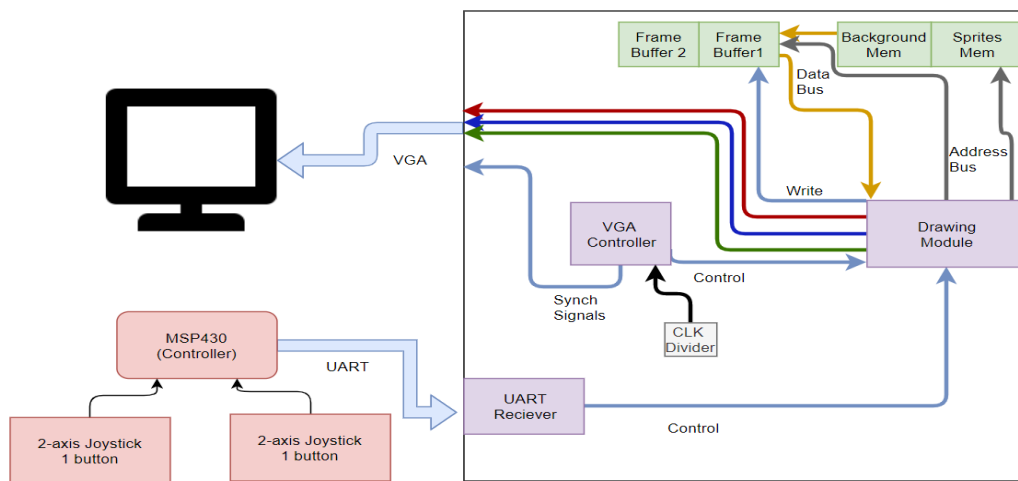 Frame
Buffer 2
Frame
Buffer1
Background
Mem
Sprites
Mem
Data
Bus
VGA
Address
Bus
Write
VGA
Controller
Drawing
Module
Control
Synch
Signals
CLK
Divider
MSP430
(Controller)
UART
UART
Reciever
Control
2-axis Joystick
1 button
2-axis Joystick
1 button